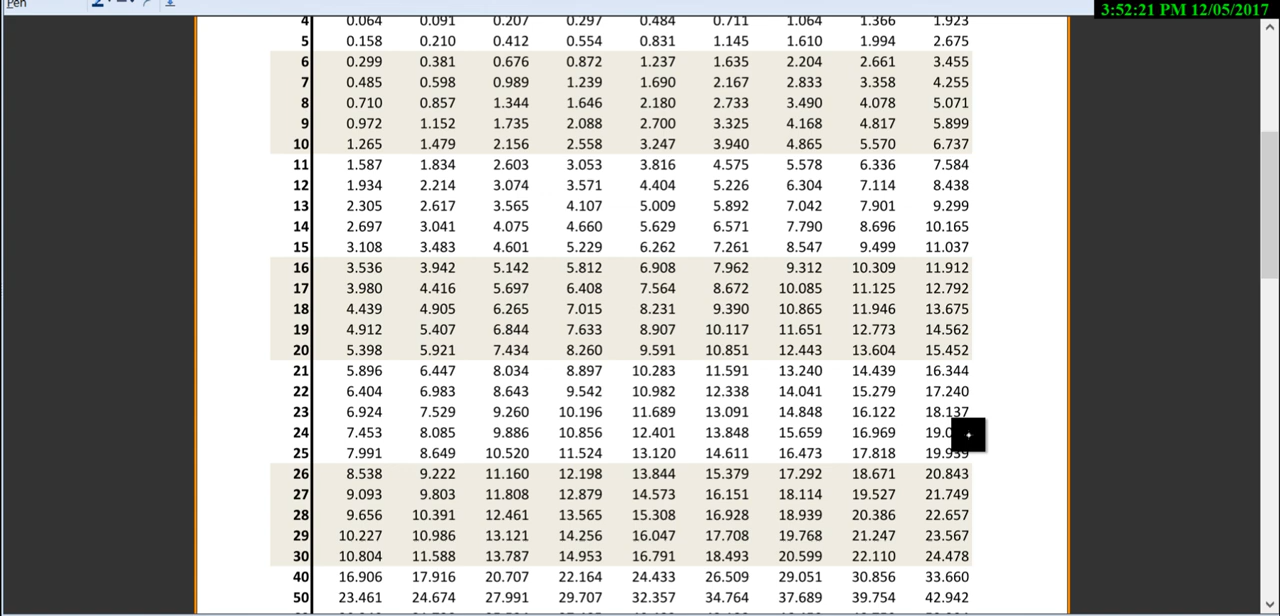 Pen
3:52:21 PM 12/05/2017
4 0.064 0.091 0.207 0.297 0.484 0.711 1.064 1.366 1.923
5 0.158 0.210 0.412 0.554 0.831 1.145 1.610 1.994 2.675
6 0.299 0.381 0.676 0.872 1.237 1.635 2.204 2.661 3.455
7 0.485 0.598 0.989 1.239 1.690 2.167 2.833 3.358 4.255
8 0.710 0.857 1.344 1.646 2.180 2.733 3.490 4.078 5.071
9 0.972 1.152 1.735 2.088 2.700 3.325 4.168 4.817 5.899
10 1.265 1.479 2.156 2.558 3.247 3.940 4.865 5.570 6.737
11 1.587 1.834 2.603 3.053 3.816 4.575 5.578 6.336 7.584
12 1.934 2.214 3.074 3.571 4.404 5.226 6.304 7.114 8.438
13 2.305 2.617 3.565 4.107 5.009 5.892 7.042 7.901 9.299
14 2.697 3.041 4.075 4.660 5.629 6.571 7.790 8.696 10.165
15 3.108 3.483 4.601 5.229 6.262 7.261 8.547 9.499 11.037
16 3.536 3.942 5.142 5.812 6.908 7.962 9.312 10.309 11.912
17 3.980 4.416 5.697 6.408 7.564 8.672 10.085 11.125 12.792
18 4.439 4.905 6.265 7.015 8.231 9.390 10.865 11.946 13.675
19 4.912 5.407 6.844 7.633 8.907 10.117 11.651 12.773 14.562
20 5.398 5.921 7.434 8.260 9.591 10.851 12.443 13.604 15.452
21 5.896 6.447 8.034 8.897 10.283 11.591 13.240 14.439 16.344
22 6.404 6.983 8.643 9.542 10.982 12.338 14.041 15.279 17.240
23 6.924 7.529 9.260 10.196 11.689 13.091 14.848 16.122 18.137
24 7.453 8.085 9.886 10.856 12.401 13.848 15.659 16.969
25 7.991 8.649 10.520 11.524 13.120 14.611 16.473 17.818 19.939
26 8.538 9.222 11.160 12.198 13.844 15.379 17.292 18.671 20.843
27 9.093 9.803 11.808 12.879 14.573 16.151 18.114 19.527 21.749
28 9.656 10.391 12.461 13.565 15.308 16.928 18.939 20.386 22.657
29 10.227 10.986 13.121 14.256 16.047 17.708 19.768 21.247 23.567
30 10.804 11.588 13.787 14.953 16.791 18.493 20.599 22.110 24.478
40 16.906 17.916 20.707 22.164 24.433 26.509 29.051 30.856 33.660
50 23.461 24.674 27.991 29.707 32.357 34.764 37.689 39.754 42.942